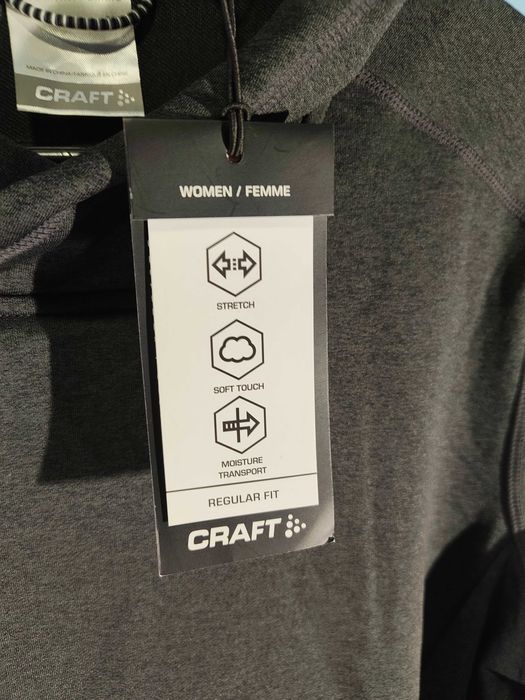 MADE IN CHINA/FABRIQUÉ EN CHINE
CRAFT
WOMEN / FEMME
STRETCH
SOFT TOUCH
MOISTURE
TRANSPORT
REGULAR FIT
CRAFT